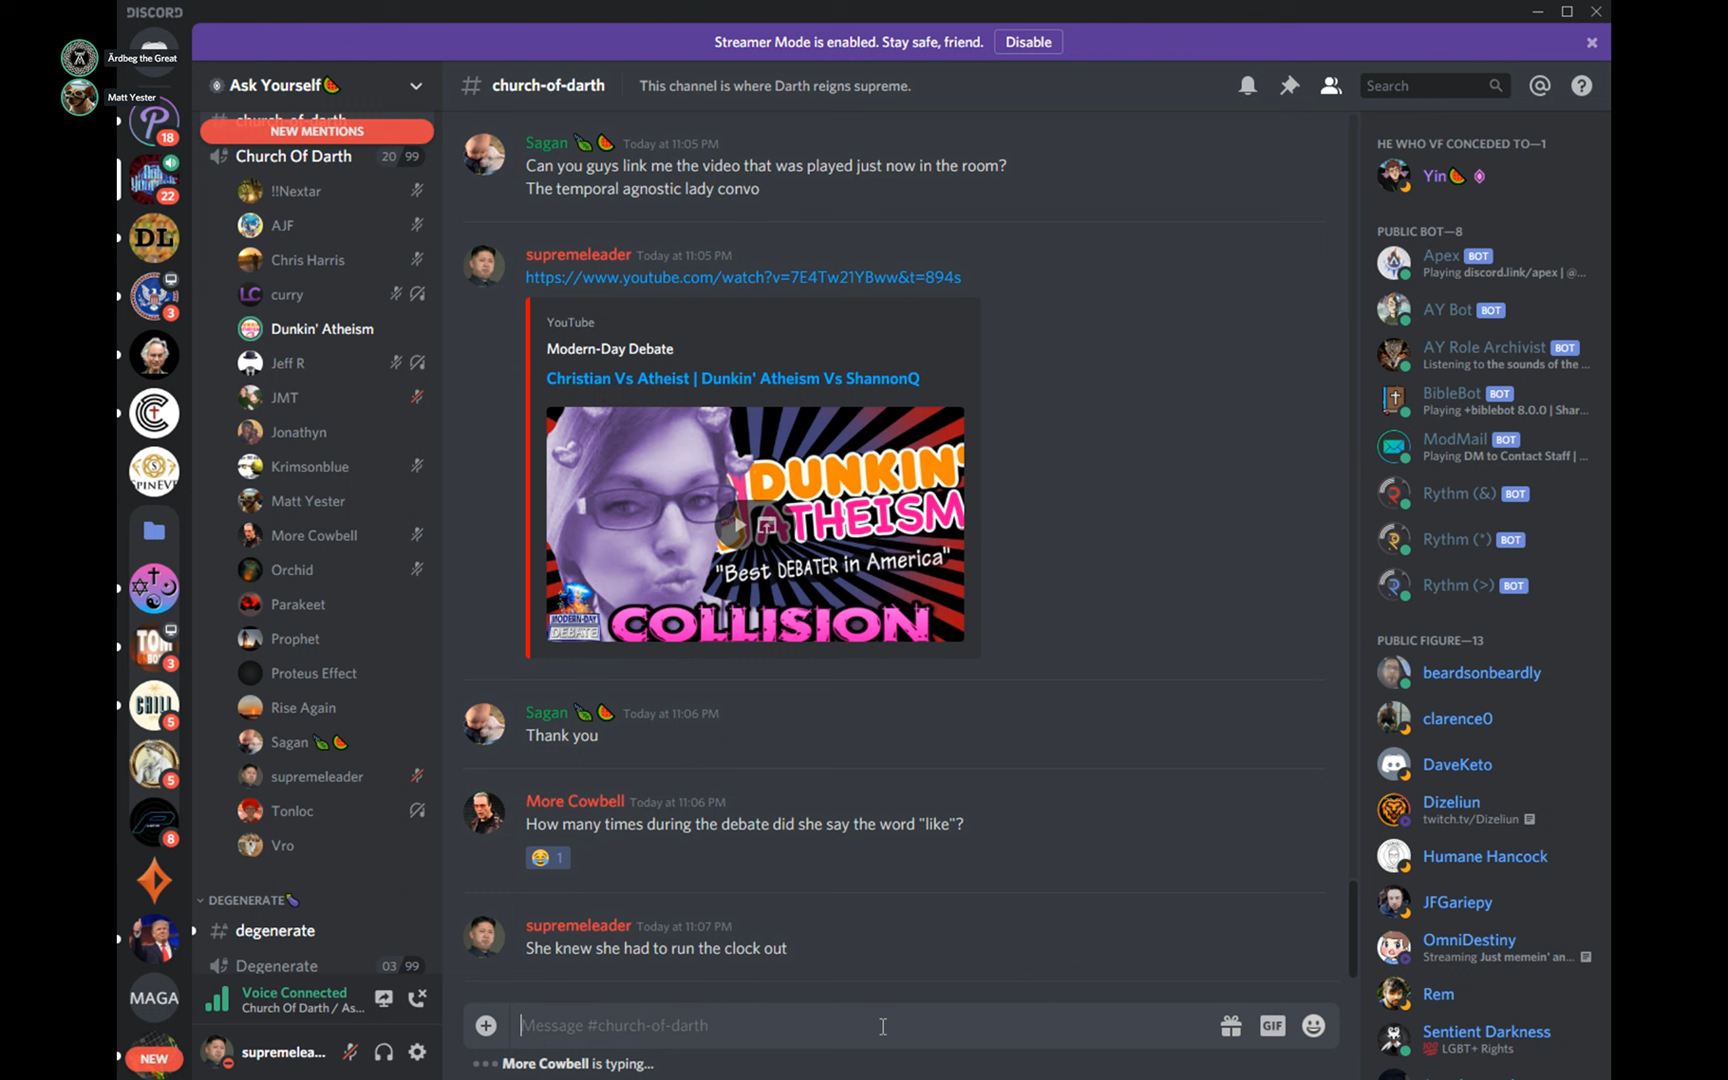 DISCORD
Ardbeg the Great
Matt Yester
Streamer Mode is enabled. Stay safe, friend.
Disable
Ask Yourself🍉
# church-of-darth
This channel is where Darth reigns supreme.
Search
church-of-darth
NEW MENTIONS
Church Of Darth 20 99
!!Nextar
AJF
Chris Harris
LC curry
Dunkin' Atheism
Jeff R
JMT
Jonathyn
Krimsonblue
Matt Yester
More Cowbell
Orchid
Parakeet
Prophet
Proteus Effect
Rise Again
Sagan
supremeleader
Tonloc
Vro
DEGENERATE🍆
# degenerate
Degenerate 03 99
Voice Connected
Church Of Darth / As...
supremelea...
18
22
DL
3
SPINEVE
TOM
3
CHILL
5
5
8
MAGA
NEW
Sagan Today at 11:05 PM
Can you guys link me the video that was played just now in the room?
The temporal agnostic lady convo
supremeleader Today at 11:05 PM
https://www.youtube.com/watch?v=7E4Tw21YBww&t=894s
YouTube
Modern-Day Debate
Christian Vs Atheist | Dunkin' Atheism Vs ShannonQ
DUNKIN'
ATHEISM
"Best DEBATER in America"
MODERN-DAY
DEBATE
COLLISION
Sagan Today at 11:06 PM
Thank you
More Cowbell Today at 11:06 PM
How many times during the debate did she say the word "like"?
😂 1
supremeleader Today at 11:07 PM
She knew she had to run the clock out
Message #church-of-darth
GIF
More Cowbell is typing...
HE WHO VF CONCEDED TO—1
Yin🍉
PUBLIC BOT—8
Apex BOT
Playing discord.link/apex | @...
AY Bot BOT
AY Role Archivist BOT
Listening to the sounds of the ...
BibleBot BOT
Playing +biblebot 8.0.0 | Shar...
ModMail BOT
Playing DM to Contact Staff | ...
Rythm (&) BOT
Rythm (*) BOT
Rythm (>) BOT
PUBLIC FIGURE—13
beardsonbeardly
clarence0
DaveKeto
Dizeliun
twitch.tv/Dizeliun
Humane Hancock
JFGariepy
OmniDestiny
Streaming Just memein' an...
Rem
Sentient Darkness
💯 LGBT+ Rights